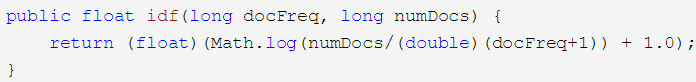 public float idf(long docFreq, long numDocs) {
    return (float)(Math.log(numDocs/(double)(docFreq+1)) + 1.0);
}